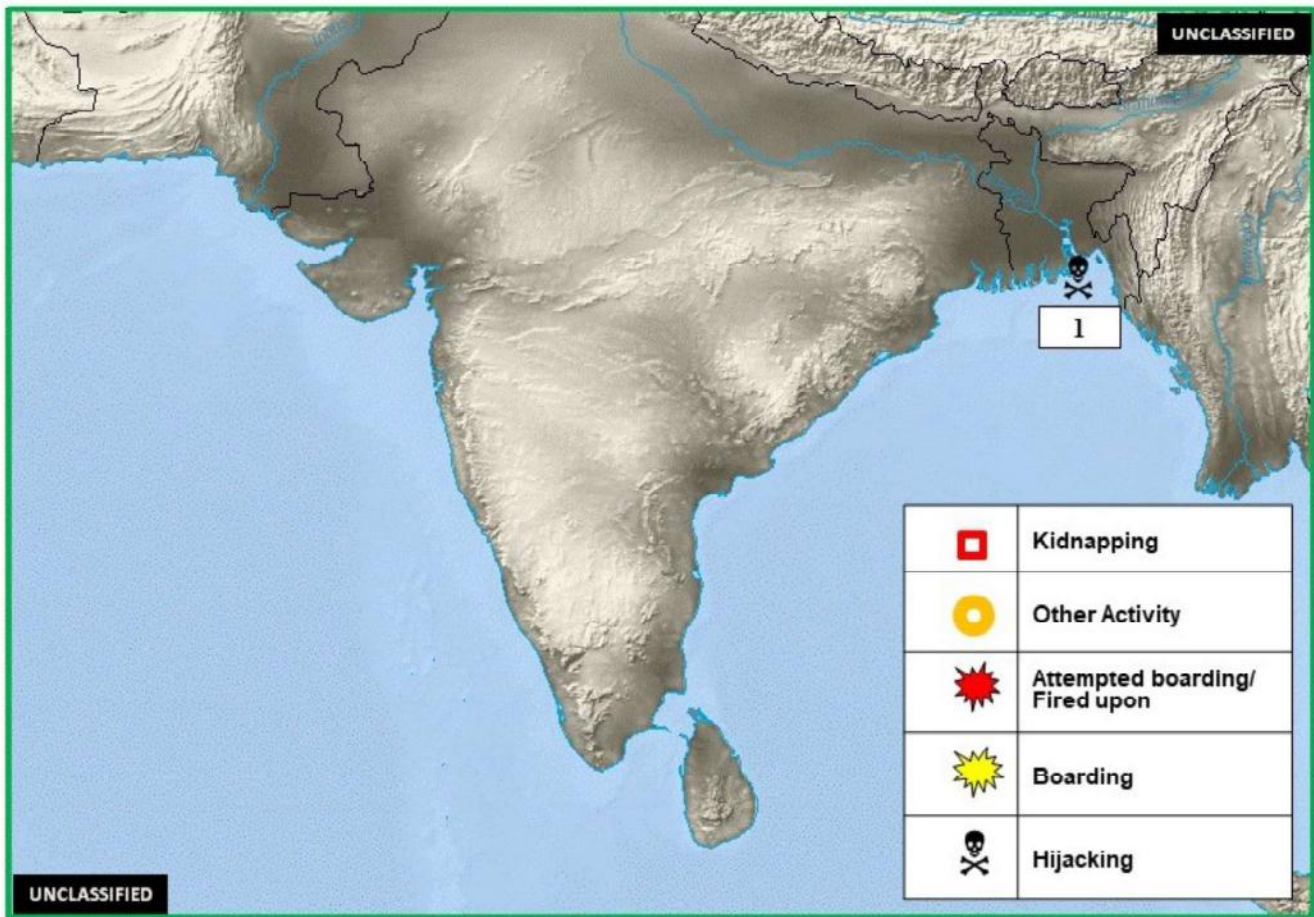 UNCLASSIFIED
1
Kidnapping
Other Activity
Attempted boarding/
Fired upon
Boarding
Hijacking
UNCLASSIFIED